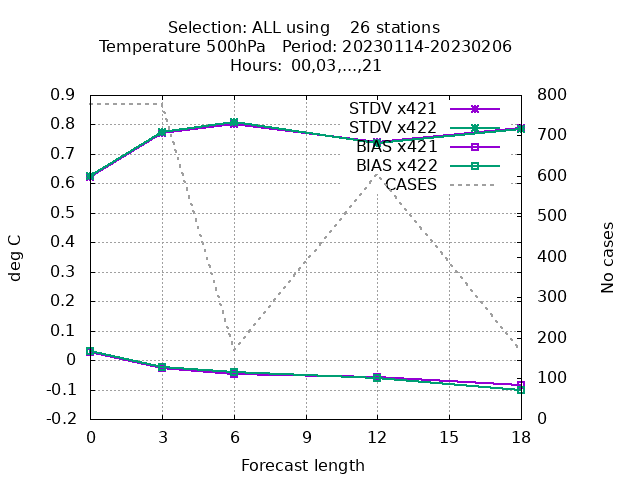 Selection: ALL using    26 stations
Temperature 500hPa   Period: 20230114-20230206
Hours:  00,03,...,21
0.9
0.8
0.7
0.6
0.5
0.4
0.3
0.2
0.1
0
-0.1
-0.2
deg C
STDV x421
STDV x422
BIAS x421
BIAS x422
CASES
800
700
600
500
400
300
200
100
0
No cases
0 3 6 9 12 15 18
Forecast length